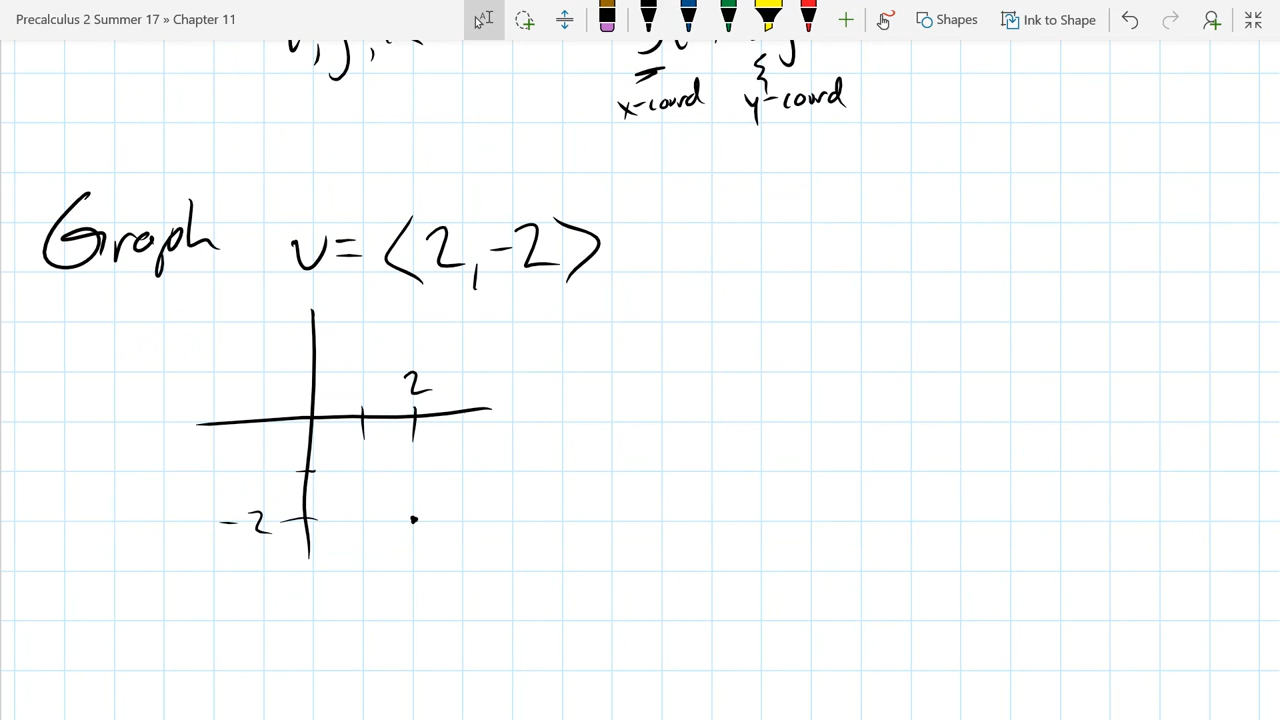 Precalculus 2 Summer 17 » Chapter 11
Shapes
Ink to Shape
x-coord y-coord
Graph v = ⟨2, -2⟩
2
-2